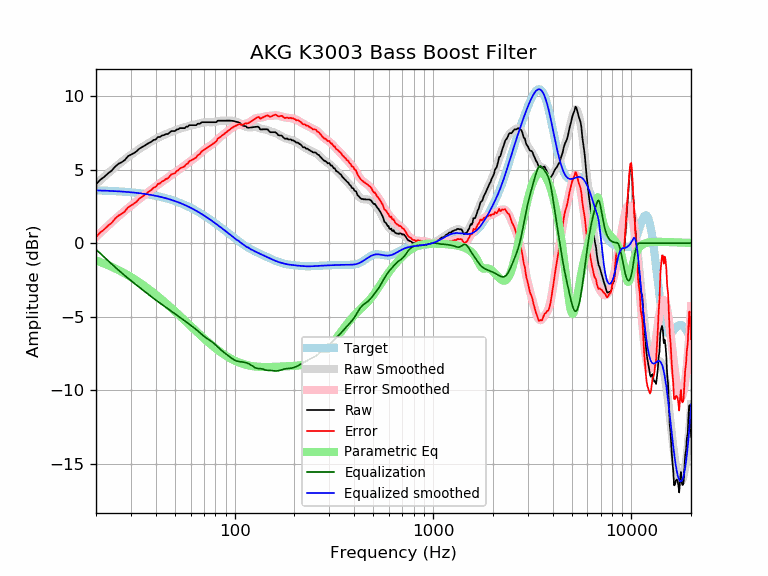 AKG K3003 Bass Boost Filter
10
5
0
−5
−10
−15
Amplitude (dBr)
Target
Raw Smoothed
Error Smoothed
Raw
Error
Parametric Eq
Equalization
Equalized smoothed
100
1000
10000
Frequency (Hz)